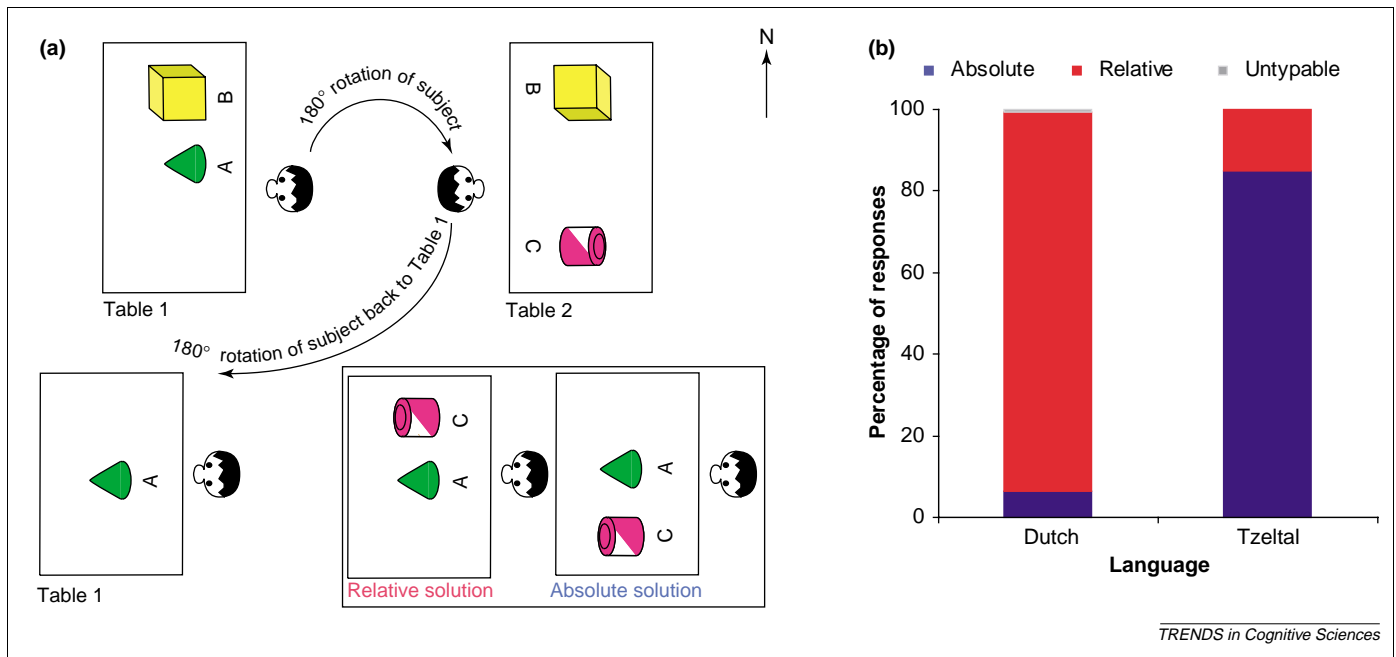 (a)
B
A
Table 1
180° rotation of subject
B
C
Table 2
N
180° rotation of subject back to Table 1
A
Table 1
C
A
Relative solution
A
C
Absolute solution
(b)
Absolute Relative Untypable
Percentage of responses
100
80
60
40
20
0
Dutch Tzeltal
Language
TRENDS in Cognitive Sciences